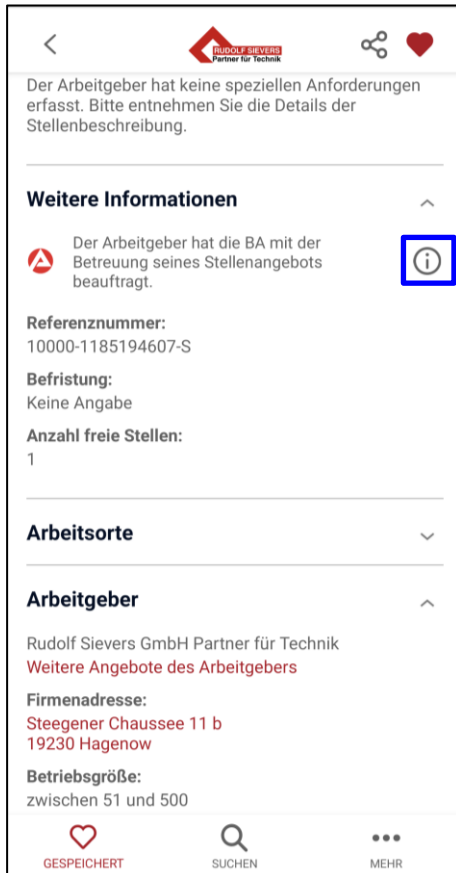 RUDOLF SIEVERS
Partner für Technik
Der Arbeitgeber hat keine speziellen Anforderungen
erfasst. Bitte entnehmen Sie die Details der
Stellenbeschreibung.
Weitere Informationen
Der Arbeitgeber hat die BA mit der
Betreuung seines Stellenangebots
beauftragt.
Referenznummer:
10000-1185194607-S
Befristung:
Keine Angabe
Anzahl freie Stellen:
1
Arbeitsorte
Arbeitgeber
Rudolf Sievers GmbH Partner für Technik
Weitere Angebote des Arbeitgebers
Firmenadresse:
Steegener Chaussee 11 b
19230 Hagenow
Betriebsgröße:
zwischen 51 und 500
GESPEICHERT
SUCHEN
MEHR